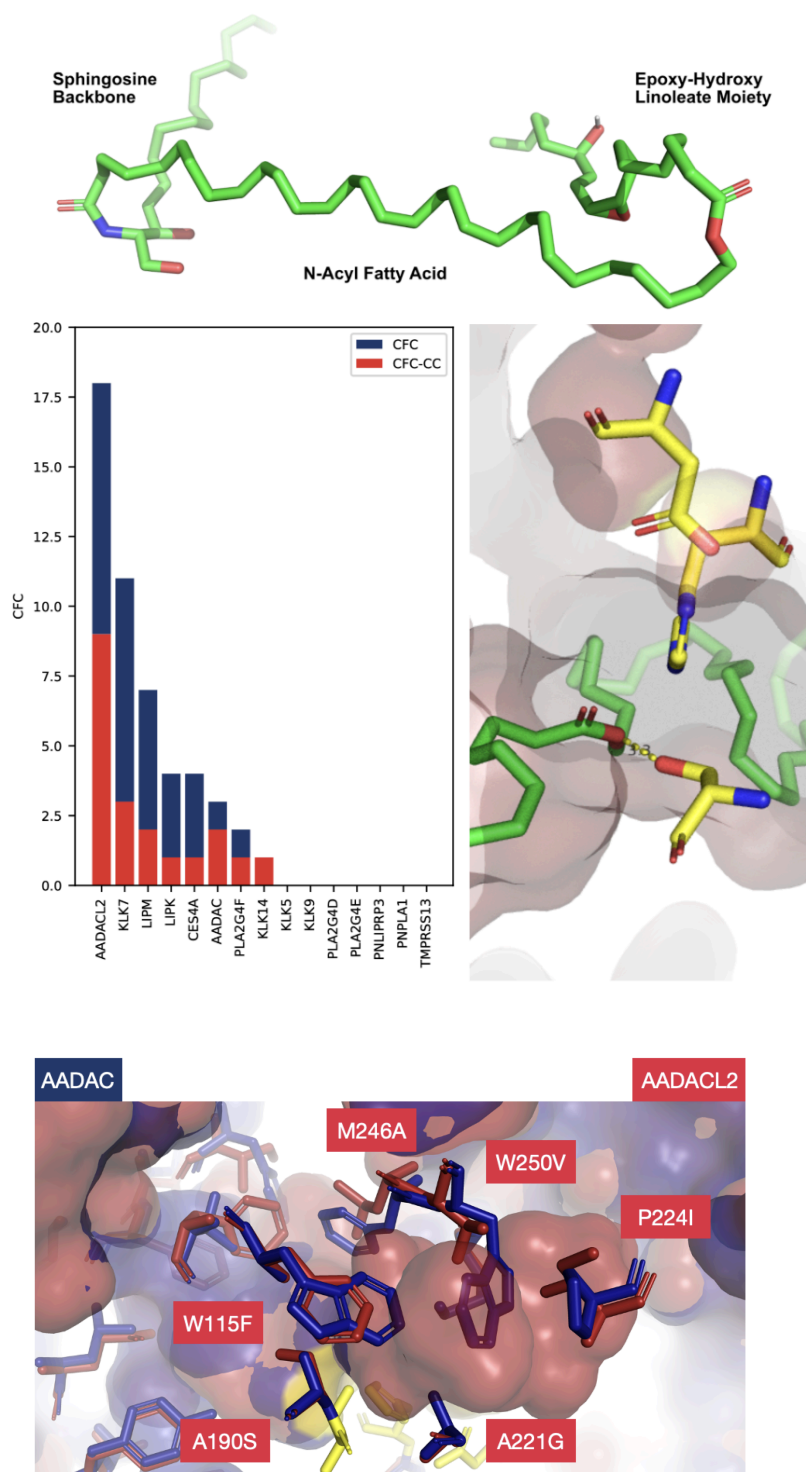 Sphingosine
Backbone
Epoxy-Hydroxy
Linoleate Moiety
N-Acyl Fatty Acid
CFC
20.0
17.5
15.0
12.5
10.0
7.5
5.0
2.5
0.0
CFC
CFC-CC
AADACL2
KLK7
LIPM
LIPK
CES4A
AADAC
PLA2G4F
KLK14
KLK5
KLK9
PLA2G4D
PLA2G4E
PNLIPRP3
PNPLA1
TMPRSS13
3.3
AADAC
AADACL2
M246A
W250V
P224I
W115F
A190S
A221G